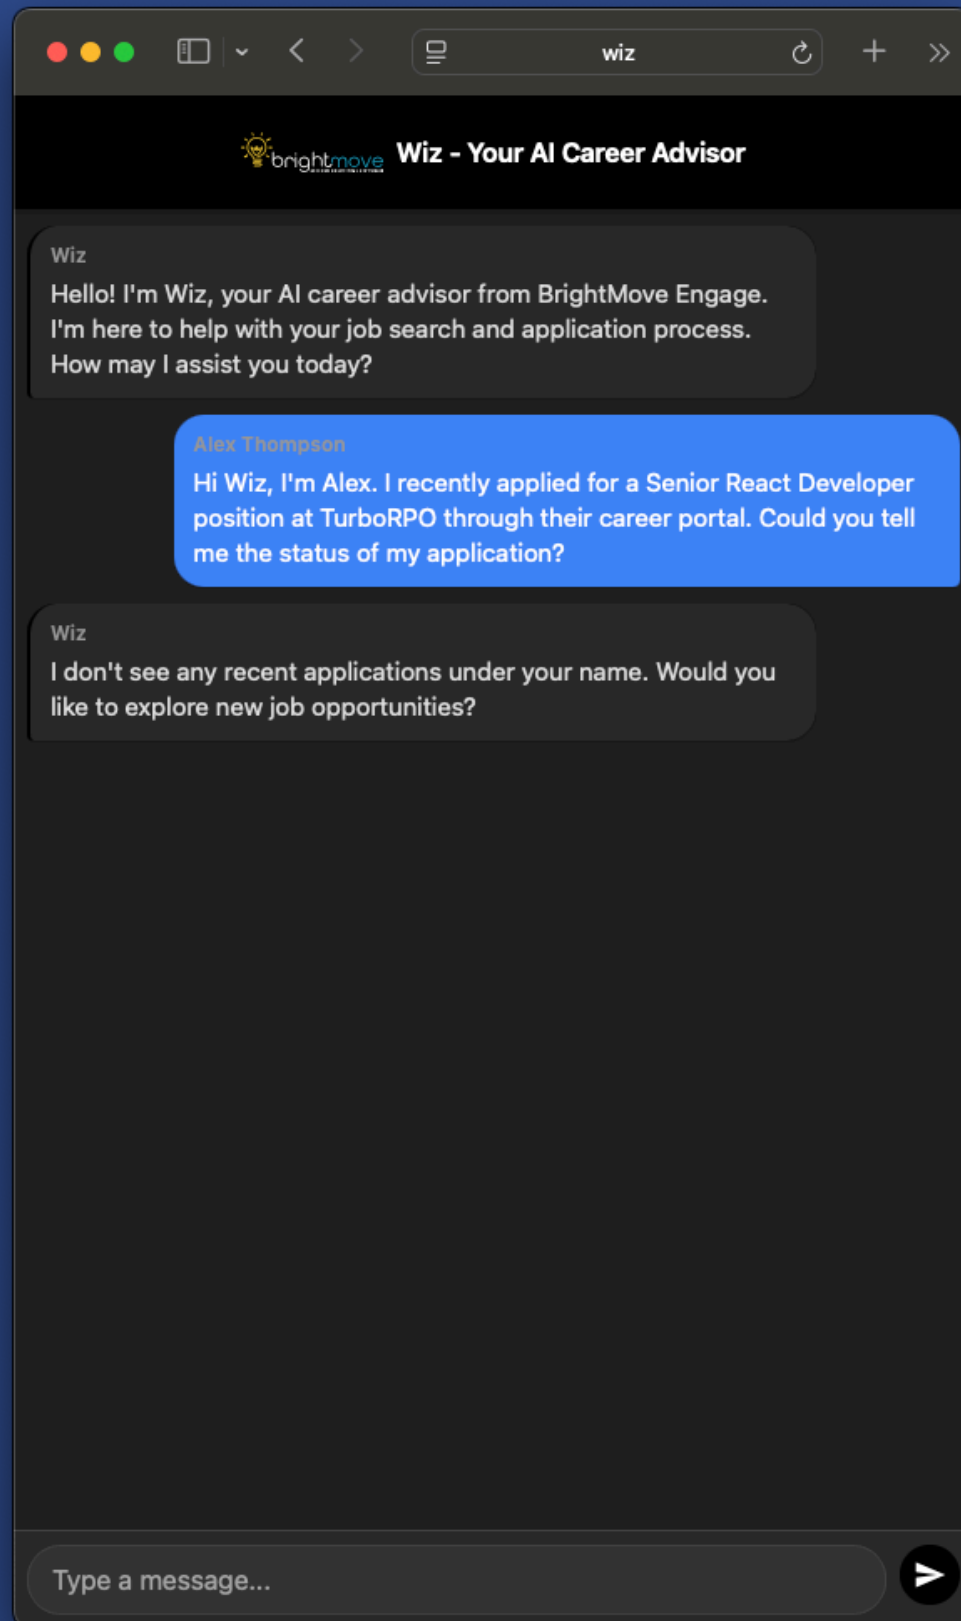 wiz
brightmove
Wiz - Your AI Career Advisor
Wiz
Hello! I'm Wiz, your AI career advisor from BrightMove Engage.
I'm here to help with your job search and application process.
How may I assist you today?
Alex Thompson
Hi Wiz, I'm Alex. I recently applied for a Senior React Developer
position at TurboRPO through their career portal. Could you tell
me the status of my application?
Wiz
I don't see any recent applications under your name. Would you
like to explore new job opportunities?
Type a message...